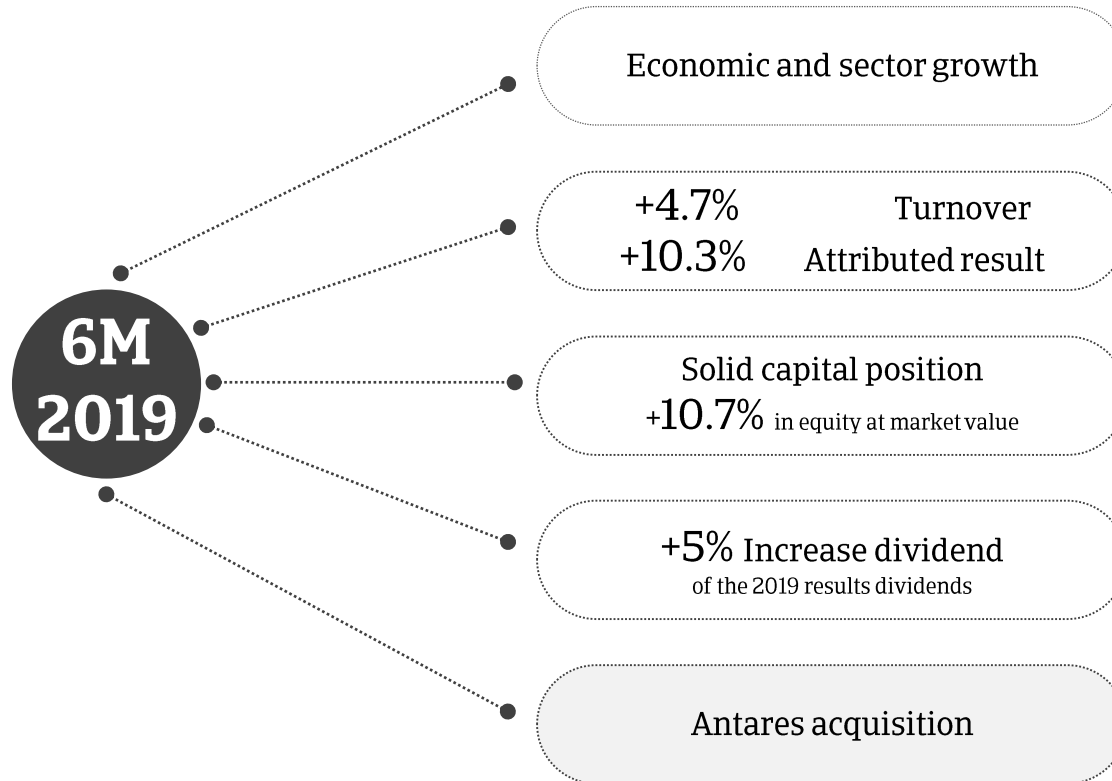 Economic and sector growth
+4.7% Turnover
+10.3% Attributed result
6M
2019
Solid capital position
+10.7% in equity at market value
+5% Increase dividend
of the 2019 results dividends
Antares acquisition